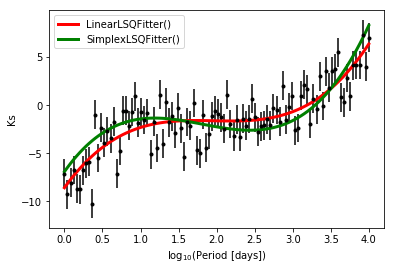 LinearLSQFitter()
SimplexLSQFitter()
Ks
5
0
−5
−10
0.0 0.5 1.0 1.5 2.0 2.5 3.0 3.5 4.0
log₁₀(Period [days])